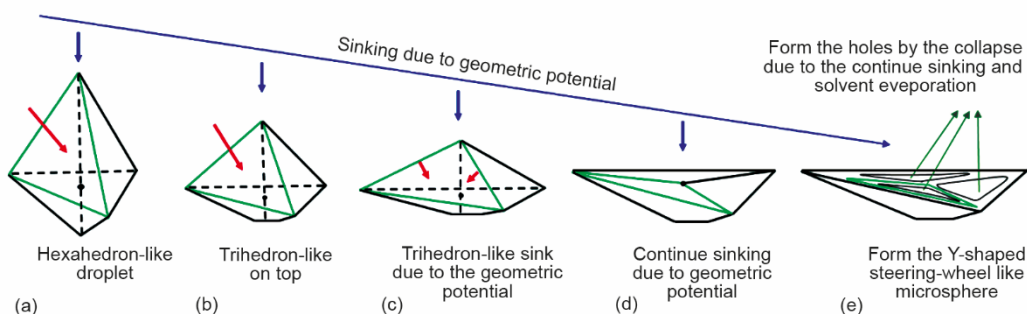 Sinking due to geometric potential
Form the holes by the collapse
due to the continue sinking and
solvent evaporation
Hexahedron-like
droplet
(a)
Trihedron-like
on top
(b)
Trihedron-like sink
due to the geometric
potential
(c)
Continue sinking
due to geometric
potential
(d)
Form the Y-shaped
steering-wheel like
microsphere
(e)